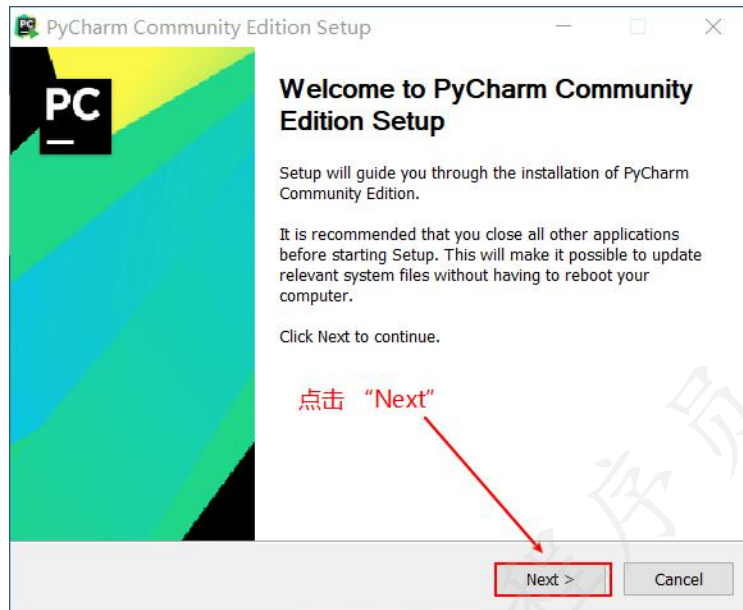 PyCharm Community Edition Setup
PC
Welcome to PyCharm Community
Edition Setup
Setup will guide you through the installation of PyCharm
Community Edition.
It is recommended that you close all other applications
before starting Setup. This will make it possible to update
relevant system files without having to reboot your
computer.
Click Next to continue.
点击 “Next”
Next >
Cancel
程序员